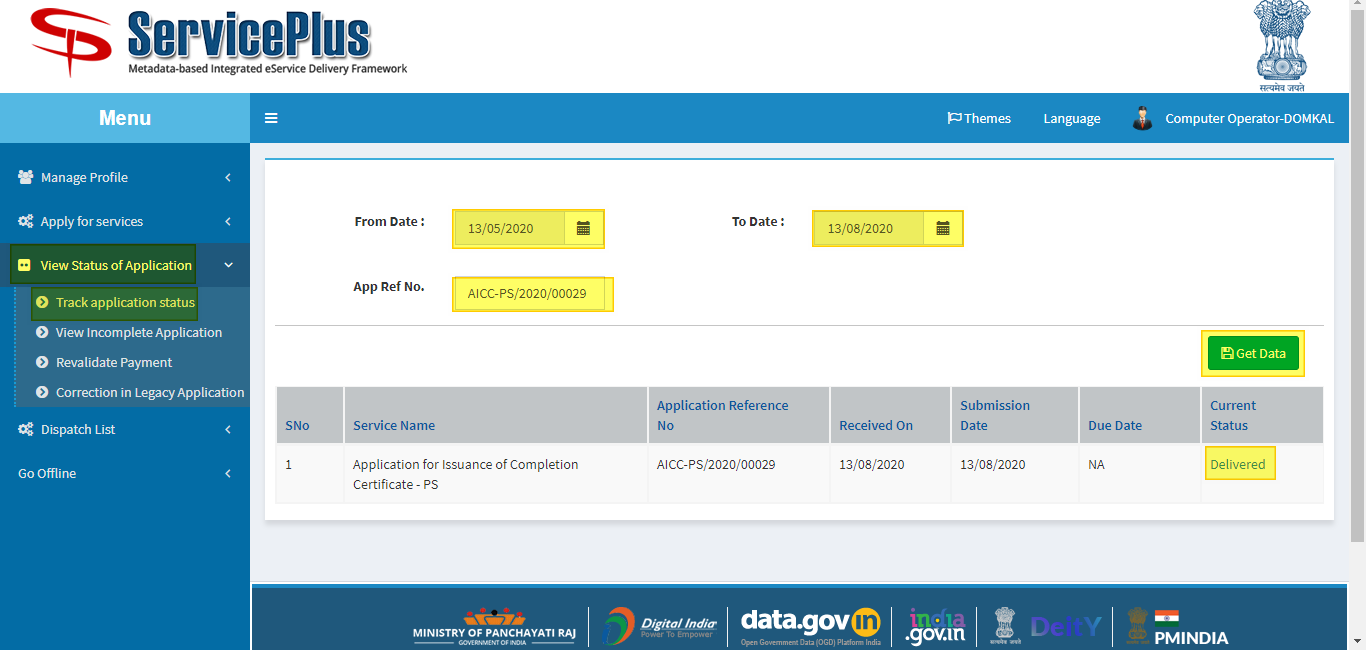 ServicePlus
Metadata-based Integrated eService Delivery Framework
सत्यमेव जयते
Menu
Themes
Language
Computer Operator-DOMKAL
Manage Profile
Apply for services
View Status of Application
Track application status
View Incomplete Application
Revalidate Payment
Correction in Legacy Application
Dispatch List
Go Offline
From Date :
13/05/2020
To Date :
13/08/2020
App Ref No.
AICC-PS/2020/00029
Get Data
SNo
Service Name
Application Reference
No
Received On
Submission
Date
Due Date
Current
Status
1
Application for Issuance of Completion
Certificate - PS
AICC-PS/2020/00029
13/08/2020
13/08/2020
NA
Delivered
MINISTRY OF PANCHAYATI RAJ
GOVERNMENT OF INDIA
Digital India
Power To Empower
data.gov in
Open Government Data (OGD) Platform India
india
.gov.in
DeitY
PMINDIA